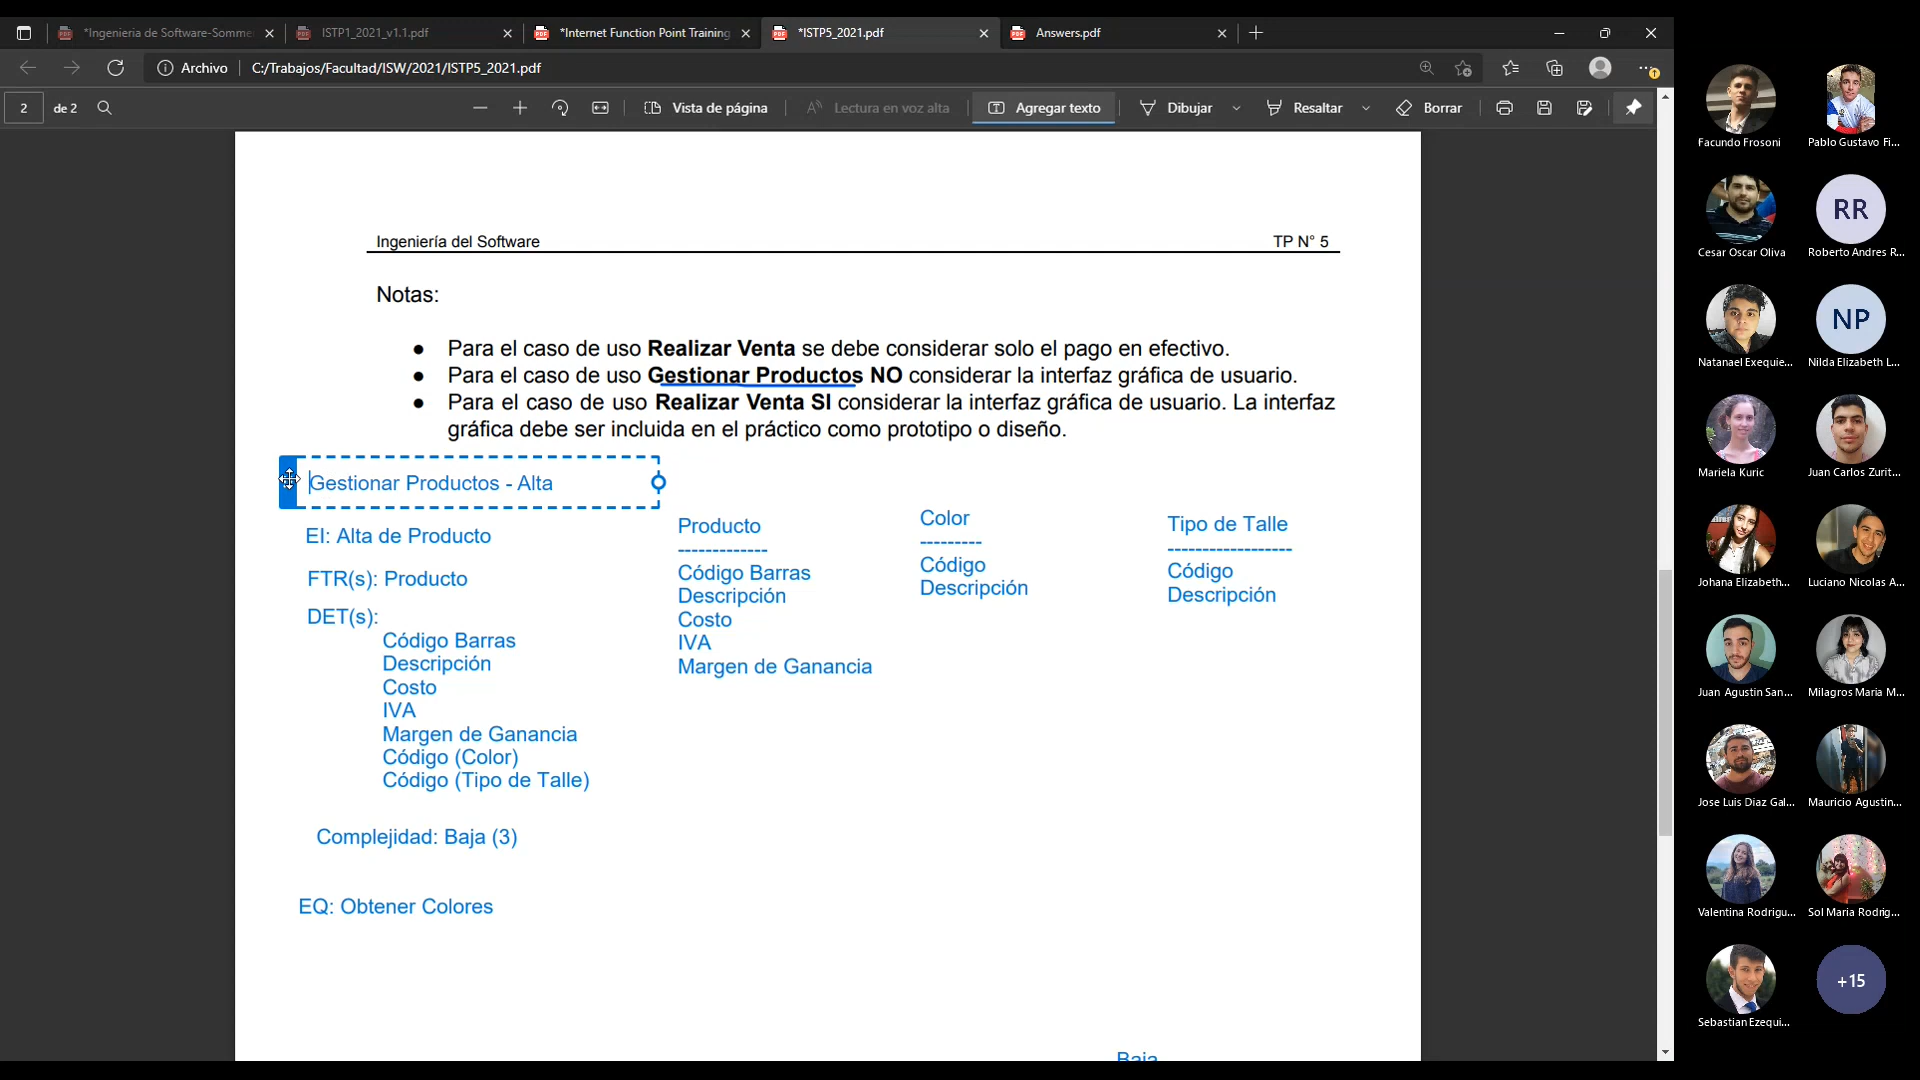 *Ingenieria de Software-Somme
ISTP1_2021_v1.1.pdf
*Internet Function Point Training
*ISTP5_2021.pdf
Answers.pdf
Archivo
C:/Trabajos/Facultad/ISW/2021/ISTP5_2021.pdf
2
de 2
Vista de página
Lectura en voz alta
Agregar texto
Dibujar
Resaltar
Borrar
Ingeniería del Software
TP N° 5
Notas:
● Para el caso de uso Realizar Venta se debe considerar solo el pago en efectivo.
● Para el caso de uso Gestionar Productos NO considerar la interfaz gráfica de usuario.
● Para el caso de uso Realizar Venta SI considerar la interfaz gráfica de usuario. La interfaz
gráfica debe ser incluida en el práctico como prototipo o diseño.
Gestionar Productos - Alta
EI: Alta de Producto
FTR(s): Producto
DET(s):
Código Barras
Descripción
Costo
IVA
Margen de Ganancia
Código (Color)
Código (Tipo de Talle)
Complejidad: Baja (3)
EQ: Obtener Colores
Producto
-------------
Código Barras
Descripción
Costo
IVA
Margen de Ganancia
Color
---------
Código
Descripción
Tipo de Talle
------------------
Código
Descripción
Baja
Facundo Frosoni
Pablo Gustavo Fi...
Cesar Oscar Oliva
RR
Roberto Andres R...
Natanael Exequie...
NP
Nilda Elizabeth L...
Mariela Kuric
Juan Carlos Zurit...
Johana Elizabeth...
Luciano Nicolas A...
Juan Agustin San...
Milagros Maria M...
Jose Luis Diaz Gal...
Mauricio Agustin...
Valentina Rodrigu...
Sol Maria Rodrig...
Sebastian Ezequi...
+15